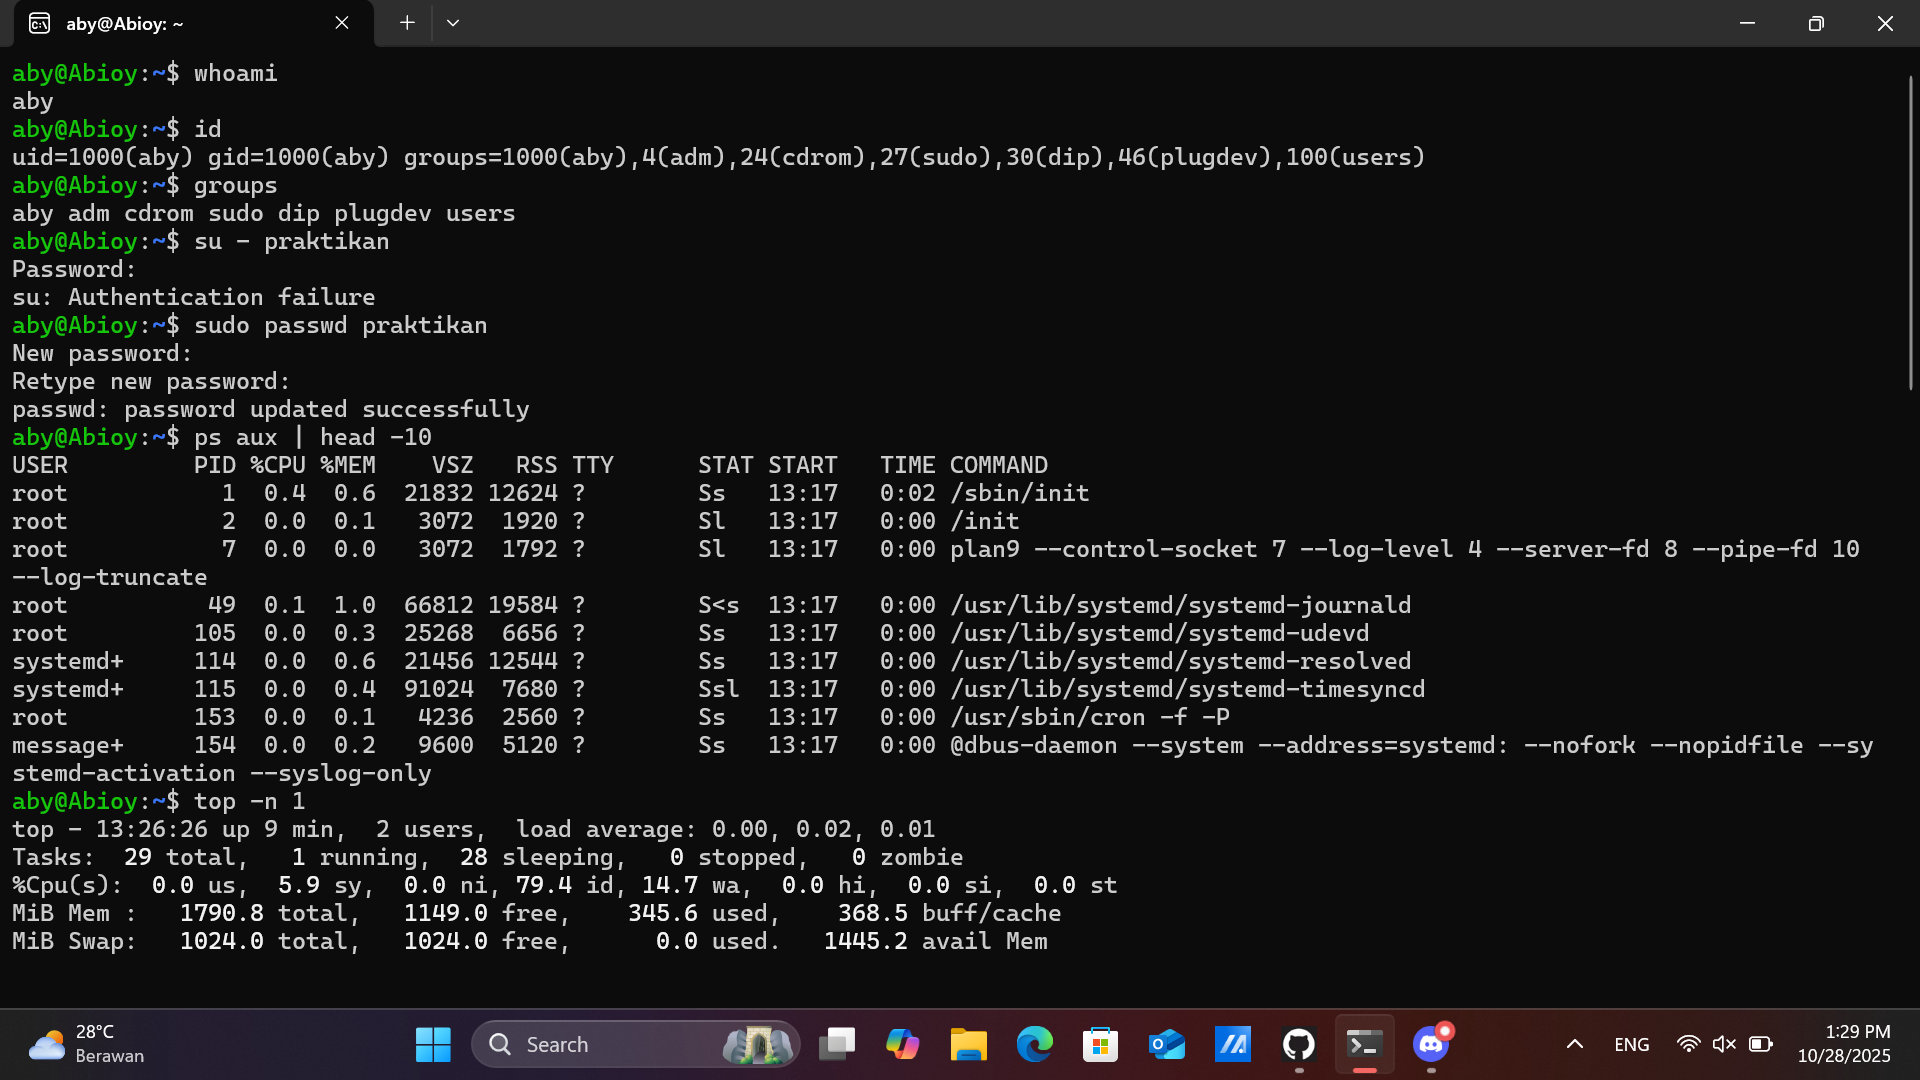 aby@Abioy: ~
aby@Abioy:~$ whoami
aby
aby@Abioy:~$ id
uid=1000(aby) gid=1000(aby) groups=1000(aby),4(adm),24(cdrom),27(sudo),30(dip),46(plugdev),100(users)
aby@Abioy:~$ groups
aby adm cdrom sudo dip plugdev users
aby@Abioy:~$ su - praktikan
Password:
su: Authentication failure
aby@Abioy:~$ sudo passwd praktikan
New password:
Retype new password:
passwd: password updated successfully
aby@Abioy:~$ ps aux | head -10
USER         PID %CPU %MEM    VSZ   RSS TTY      STAT START   TIME COMMAND
root           1  0.4  0.6  21832 12624 ?        Ss   13:17   0:02 /sbin/init
root           2  0.0  0.1   3072  1920 ?        Sl   13:17   0:00 /init
root           7  0.0  0.0   3072  1792 ?        Sl   13:17   0:00 plan9 --control-socket 7 --log-level 4 --server-fd 8 --pipe-fd 10
--log-truncate
root          49  0.1  1.0  66812 19584 ?        S<s  13:17   0:00 /usr/lib/systemd/systemd-journald
root         105  0.0  0.3  25268  6656 ?        Ss   13:17   0:00 /usr/lib/systemd/systemd-udevd
systemd+     114  0.0  0.6  21456 12544 ?        Ss   13:17   0:00 /usr/lib/systemd/systemd-resolved
systemd+     115  0.0  0.4  91024  7680 ?        Ssl  13:17   0:00 /usr/lib/systemd/systemd-timesyncd
root         153  0.0  0.1   4236  2560 ?        Ss   13:17   0:00 /usr/sbin/cron -f -P
message+     154  0.0  0.2   9600  5120 ?        Ss   13:17   0:00 @dbus-daemon --system --address=systemd: --nofork --nopidfile --sy
stemd-activation --syslog-only
aby@Abioy:~$ top -n 1
top - 13:26:26 up 9 min,  2 users,  load average: 0.00, 0.02, 0.01
Tasks:  29 total,   1 running,  28 sleeping,   0 stopped,   0 zombie
%Cpu(s):  0.0 us,  5.9 sy,  0.0 ni, 79.4 id, 14.7 wa,  0.0 hi,  0.0 si,  0.0 st
MiB Mem :   1790.8 total,   1149.0 free,    345.6 used,    368.5 buff/cache
MiB Swap:   1024.0 total,   1024.0 free,      0.0 used.   1445.2 avail Mem
28°C
Berawan
Search
ENG
1:29 PM
10/28/2025